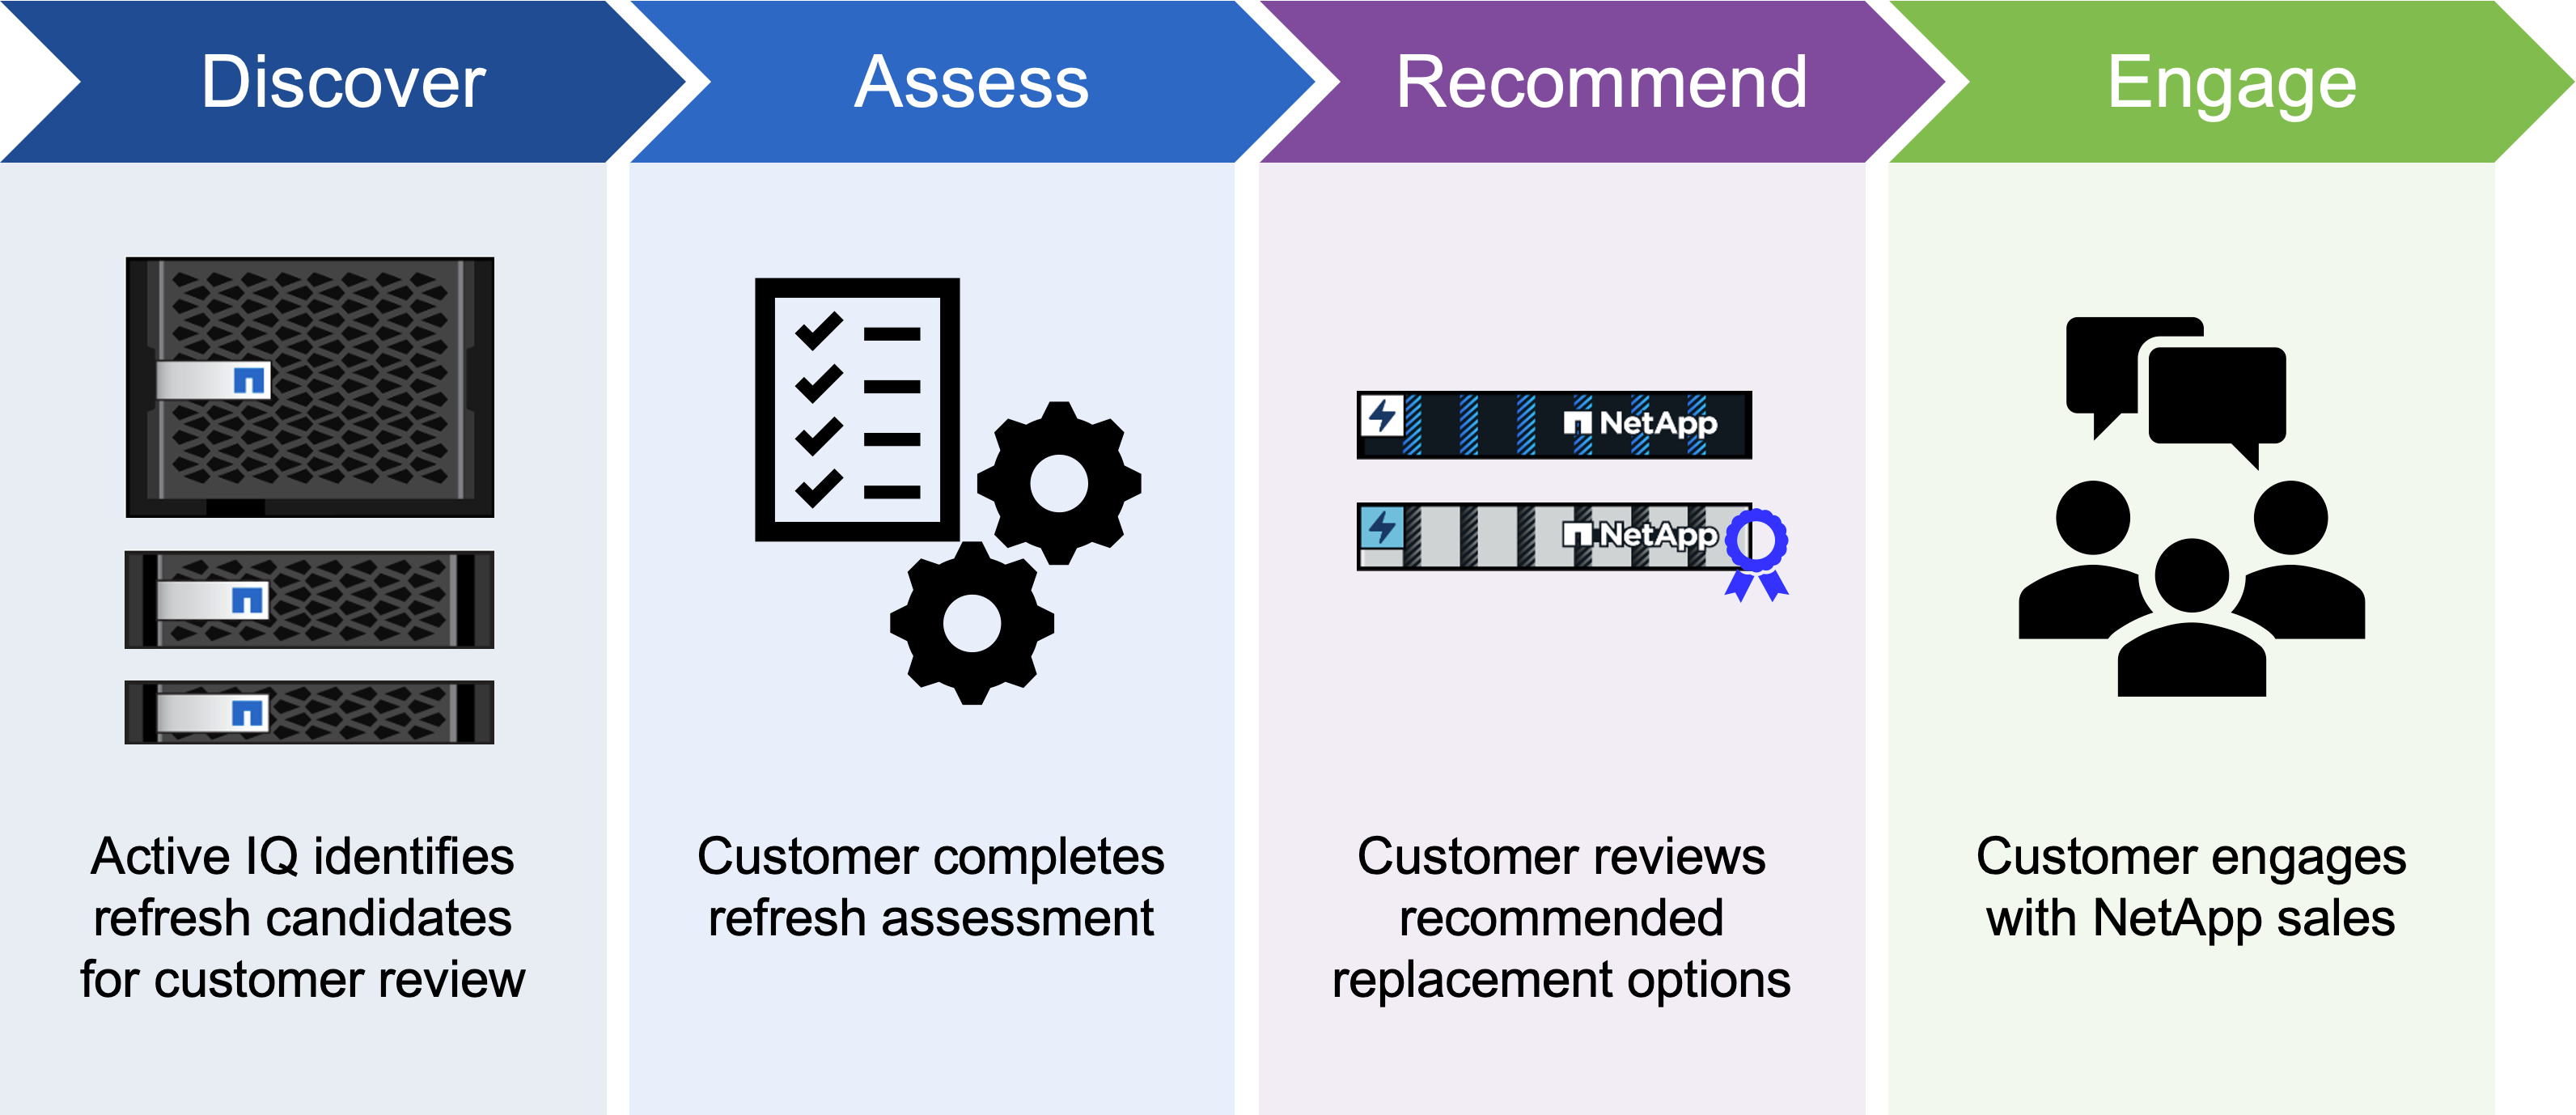 Discover
Assess
Recommend
Engage
NetApp
NetApp
Active IQ identifies
refresh candidates
for customer review
Customer completes
refresh assessment
Customer reviews
recommended
replacement options
Customer engages
with NetApp sales